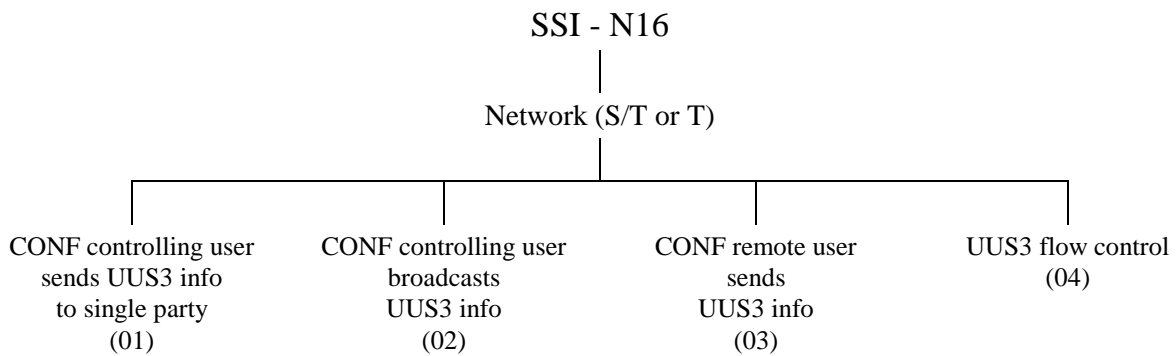 SSI - N16
Network (S/T or T)
CONF controlling user
sends UUS3 info
to single party
(01)
CONF controlling user
broadcasts
UUS3 info
(02)
CONF remote user
sends
UUS3 info
(03)
UUS3 flow control
(04)